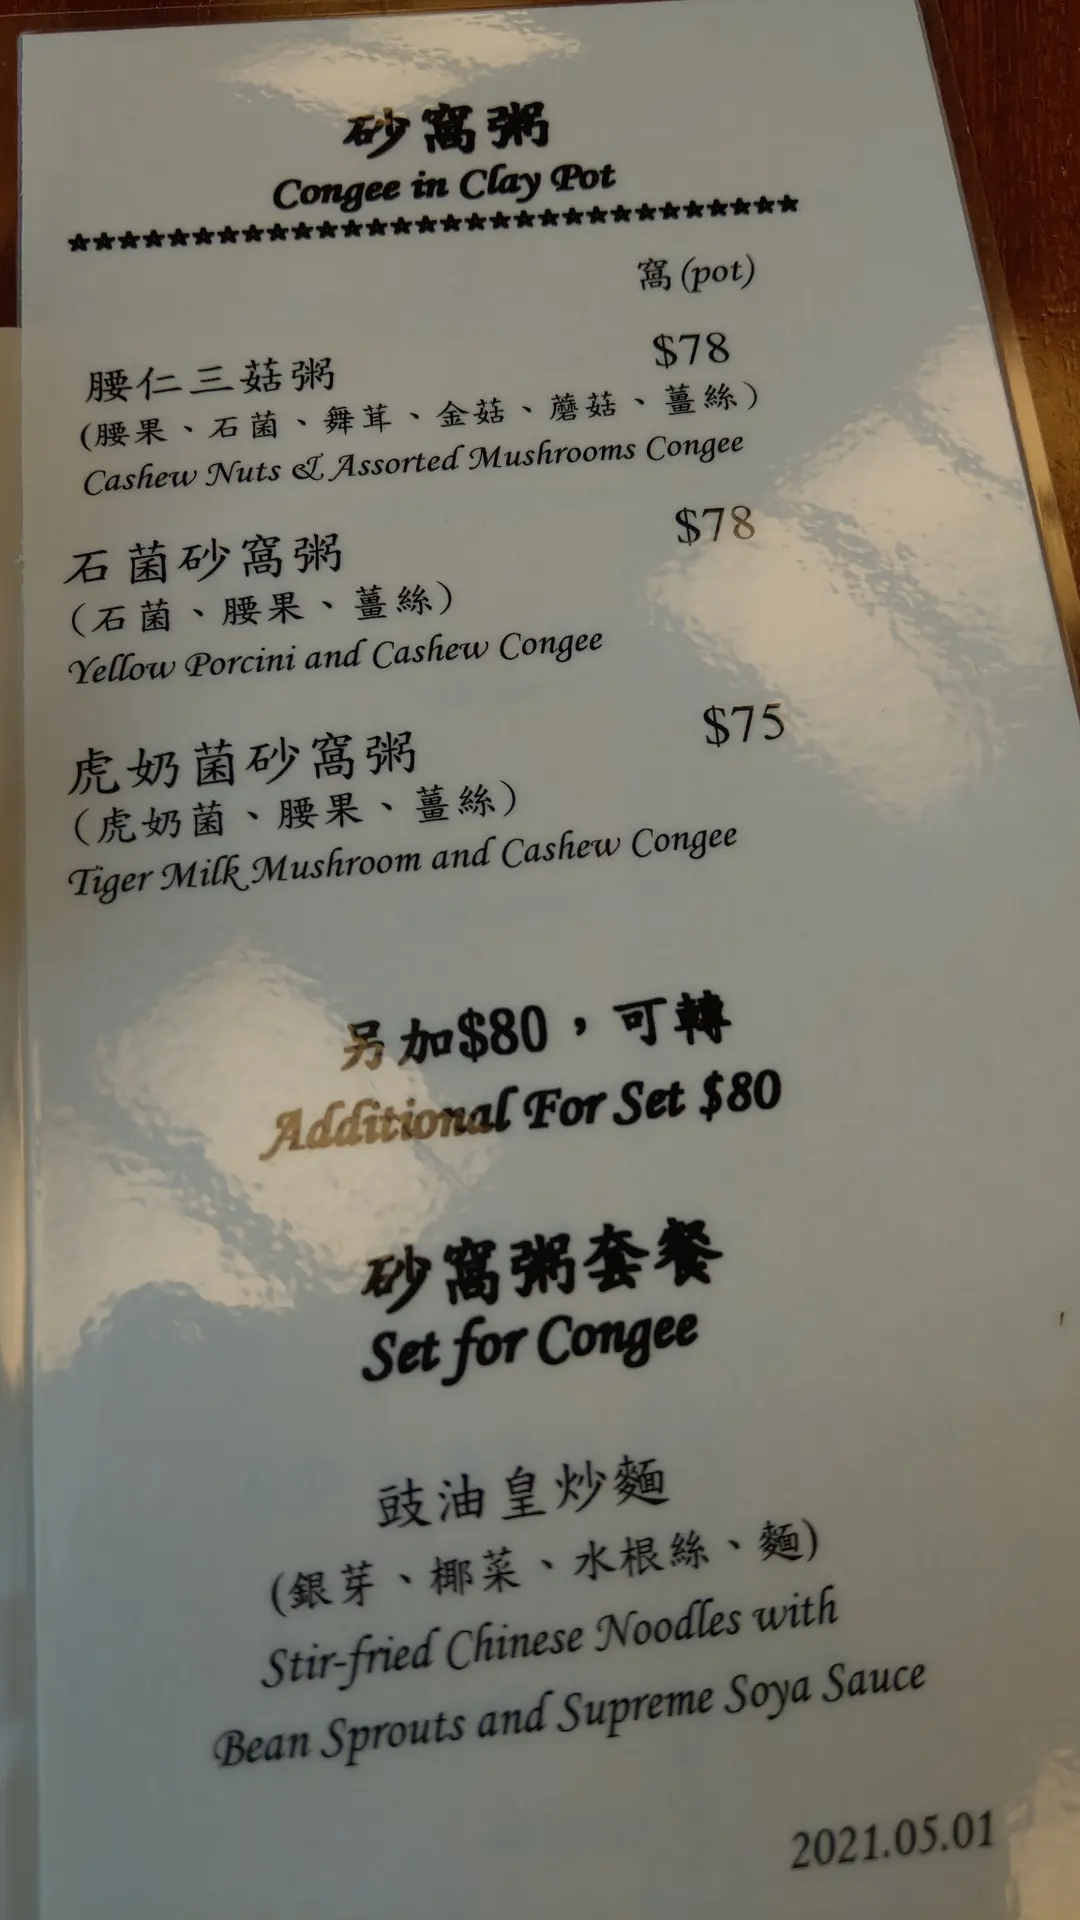 砂窩粥
Congee in Clay Pot
★★★★★★★★★★★★★★★★★★★★★★★★★★★★★
窩(pot)
腰仁三菇粥 $78
(腰果、石菌、舞茸、金菇、蘑菇、薑絲)
Cashew Nuts & Assorted Mushrooms Congee
石菌砂窩粥 $78
(石菌、腰果、薑絲)
Yellow Porcini and Cashew Congee
虎奶菌砂窩粥 $75
(虎奶菌、腰果、薑絲)
Tiger Milk Mushroom and Cashew Congee
另加$80，可轉
Additional For Set $80
砂窩粥套餐
Set for Congee
豉油皇炒麵
(銀芽、椰菜、水根絲、麵)
Stir-fried Chinese Noodles with
Bean Sprouts and Supreme Soya Sauce
2021.05.01